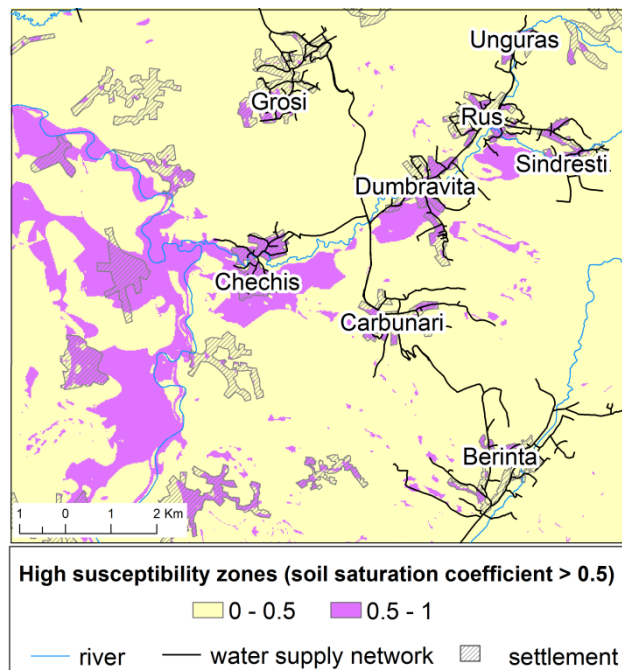 Unguras
Grosi
Rus
Sindresti
Dumbravita
Chechis
Carbunari
Berinta
1 0 1 2 Km
High susceptibility zones (soil saturation coefficient > 0.5)
0 - 0.5 0.5 - 1
river water supply network settlement